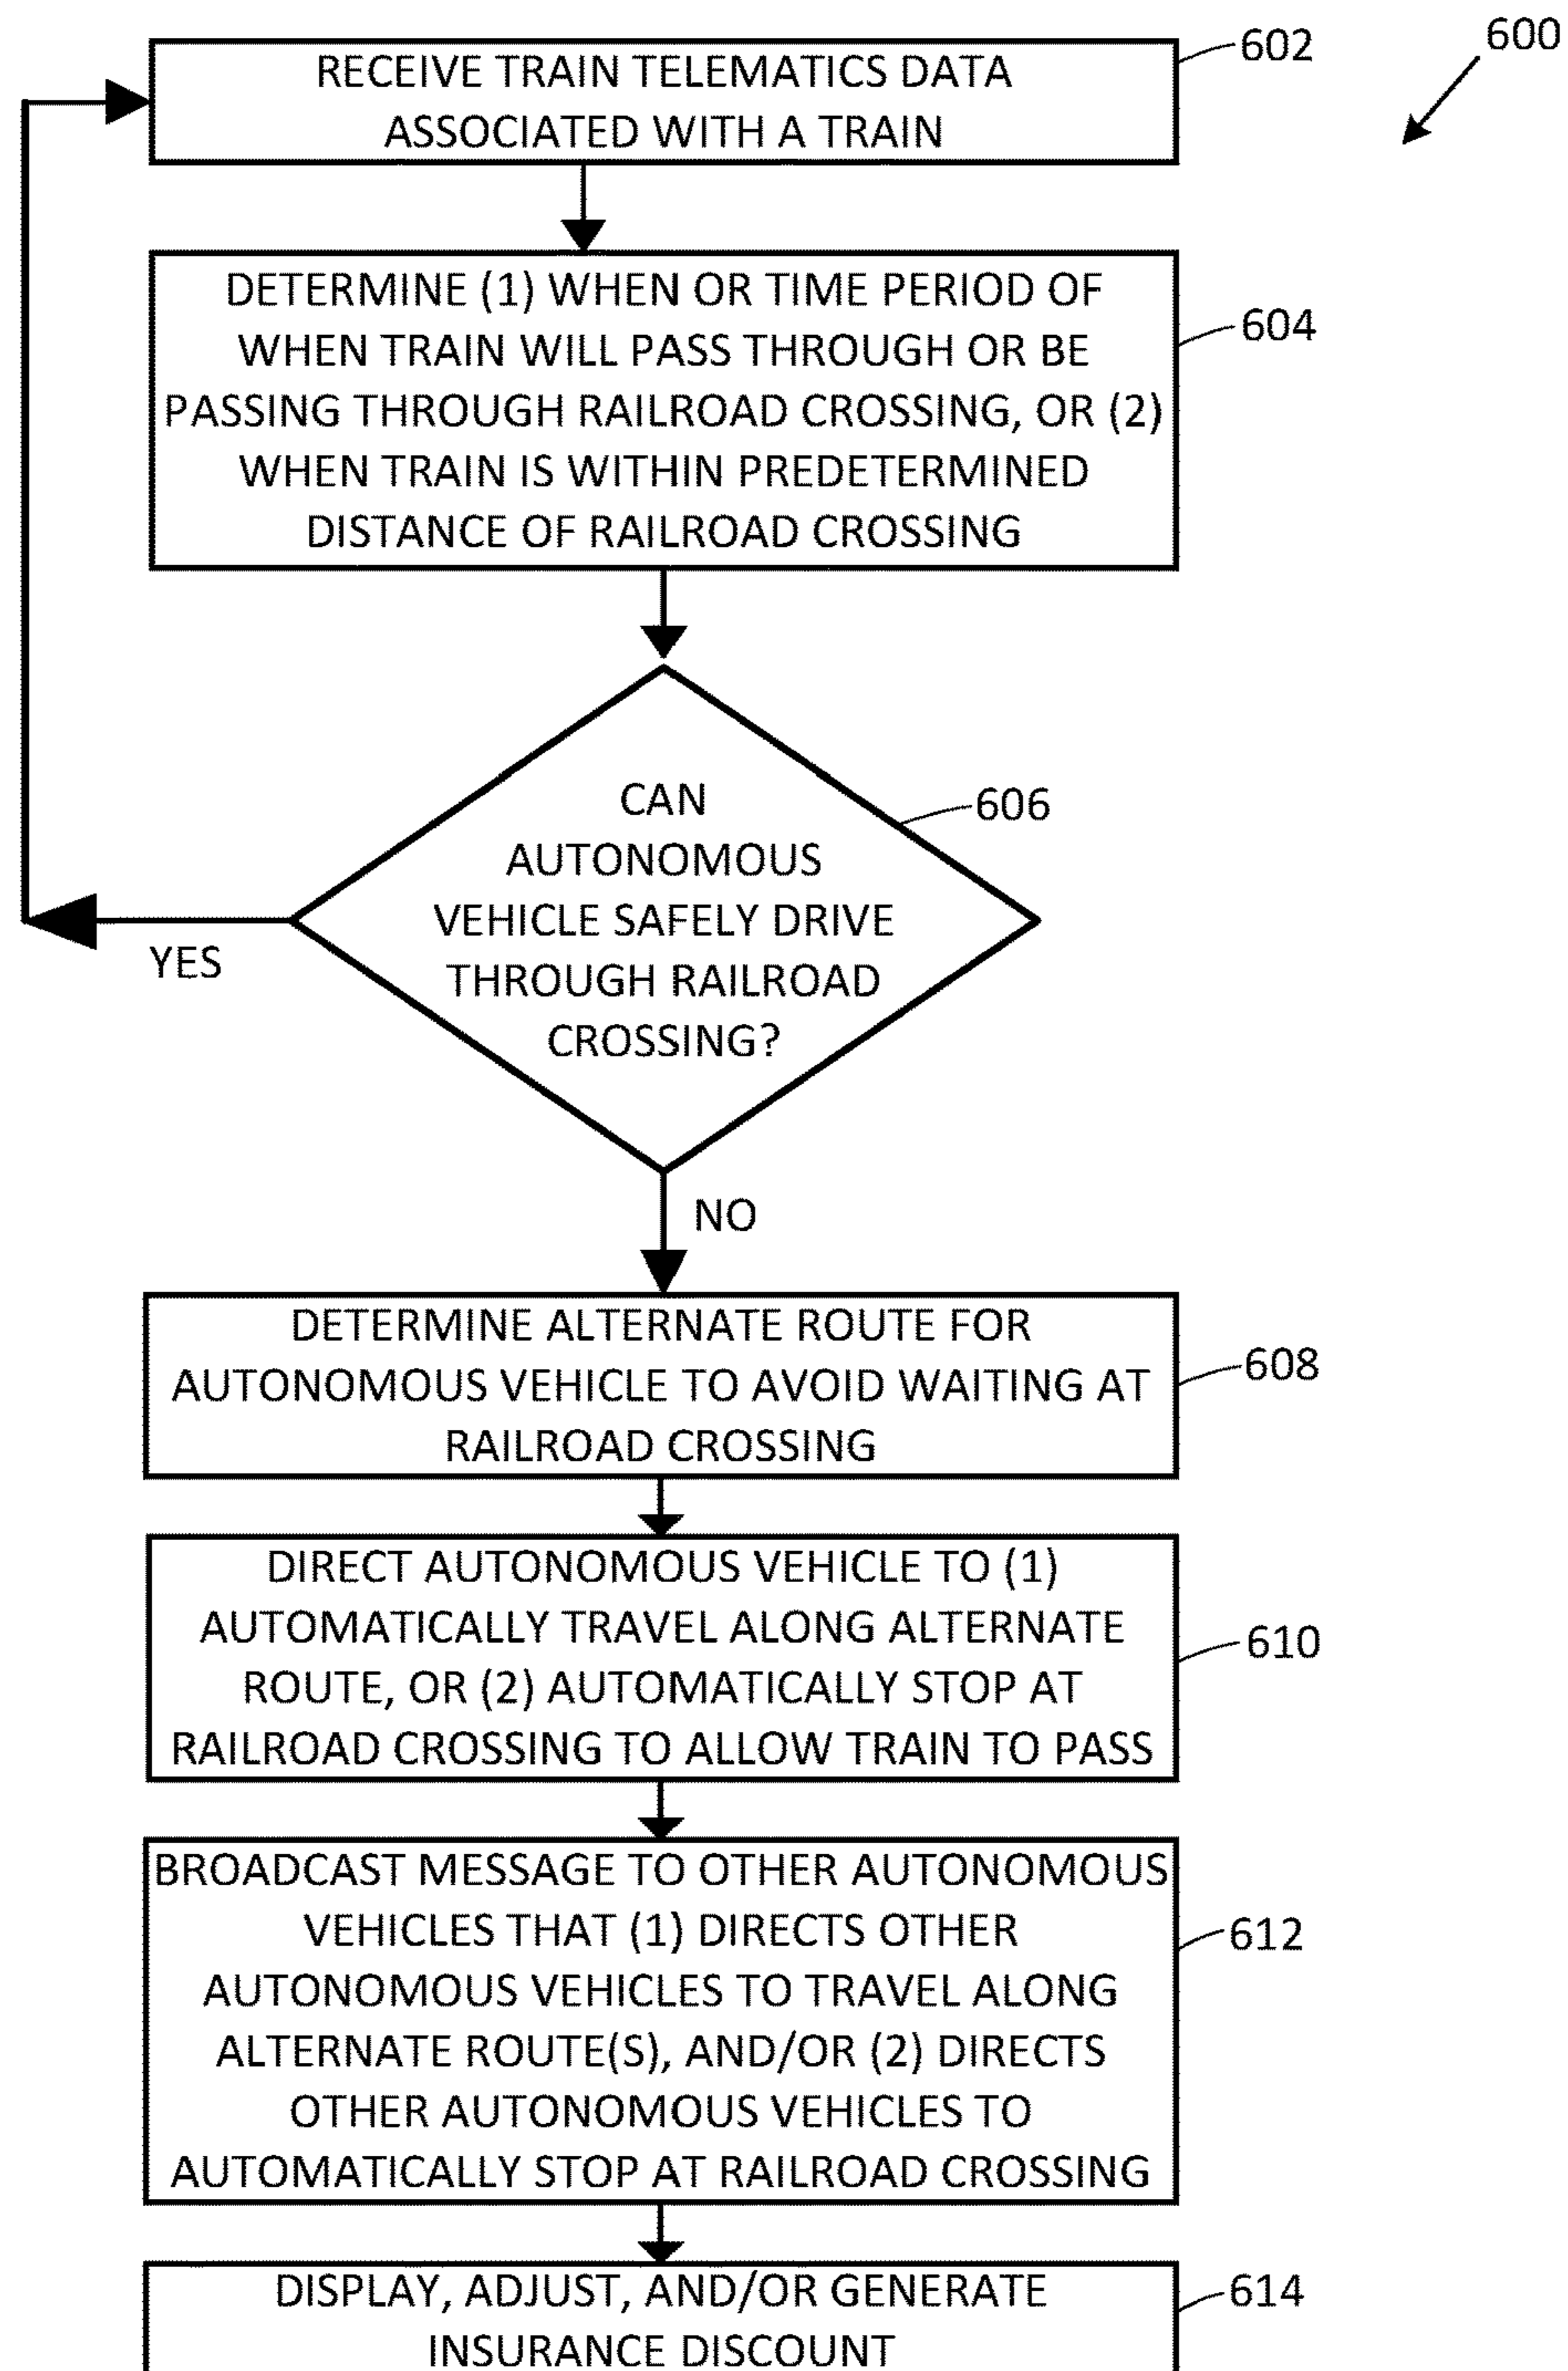 600
RECEIVE TRAIN TELEMATICS DATA
ASSOCIATED WITH A TRAIN
602
DETERMINE (1) WHEN OR TIME PERIOD OF
WHEN TRAIN WILL PASS THROUGH OR BE
PASSING THROUGH RAILROAD CROSSING, OR (2)
WHEN TRAIN IS WITHIN PREDETERMINED
DISTANCE OF RAILROAD CROSSING
604
CAN
AUTONOMOUS
VEHICLE SAFELY DRIVE
THROUGH RAILROAD
CROSSING?
606
YES
NO
DETERMINE ALTERNATE ROUTE FOR
AUTONOMOUS VEHICLE TO AVOID WAITING AT
RAILROAD CROSSING
608
DIRECT AUTONOMOUS VEHICLE TO (1)
AUTOMATICALLY TRAVEL ALONG ALTERNATE
ROUTE, OR (2) AUTOMATICALLY STOP AT
RAILROAD CROSSING TO ALLOW TRAIN TO PASS
610
BROADCAST MESSAGE TO OTHER AUTONOMOUS
VEHICLES THAT (1) DIRECTS OTHER
AUTONOMOUS VEHICLES TO TRAVEL ALONG
ALTERNATE ROUTE(S), AND/OR (2) DIRECTS
OTHER AUTONOMOUS VEHICLES TO
AUTOMATICALLY STOP AT RAILROAD CROSSING
612
DISPLAY, ADJUST, AND/OR GENERATE
INSURANCE DISCOUNT
614